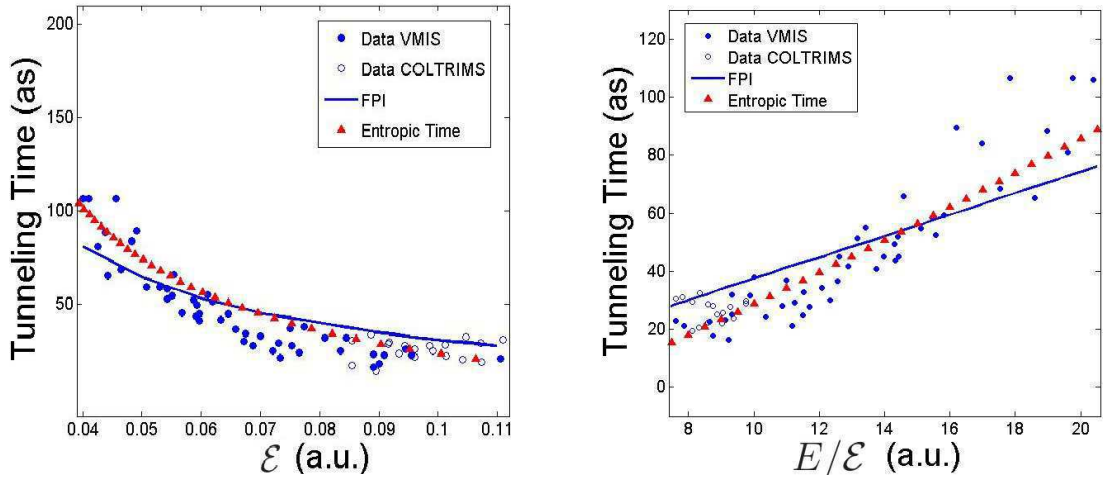 200
150
100
50
Tunneling Time (as)
Data VMIS
Data COLTRIMS
FPI
Entropic Time
0.04 0.05 0.06 0.07 0.08 0.09 0.1 0.11
ℰ (a.u.)
120
100
80
60
40
20
0
Tunneling Time (as)
Data VMIS
Data COLTRIMS
FPI
Entropic Time
8 10 12 14 16 18 20
E/ℰ (a.u.)